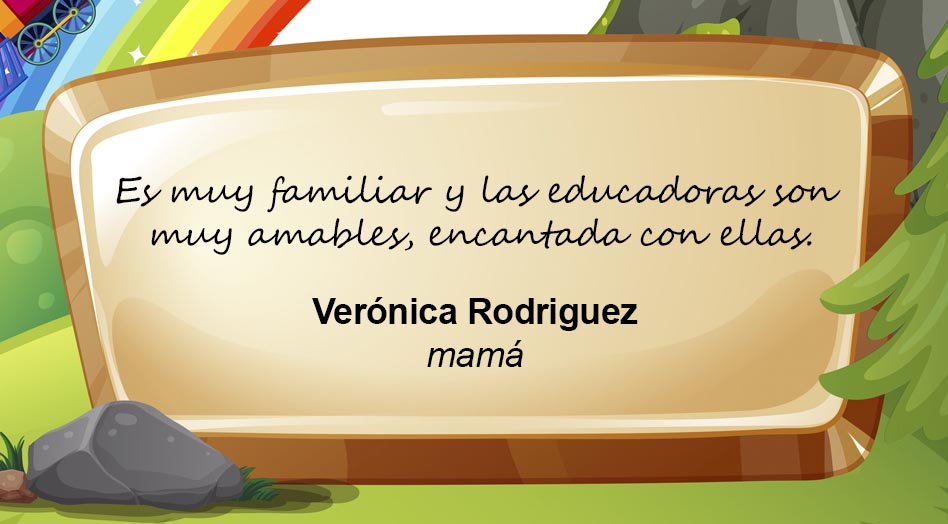 Es muy familiar y las educadoras son
muy amables, encantada con ellas.
Verónica Rodriguez
mamá